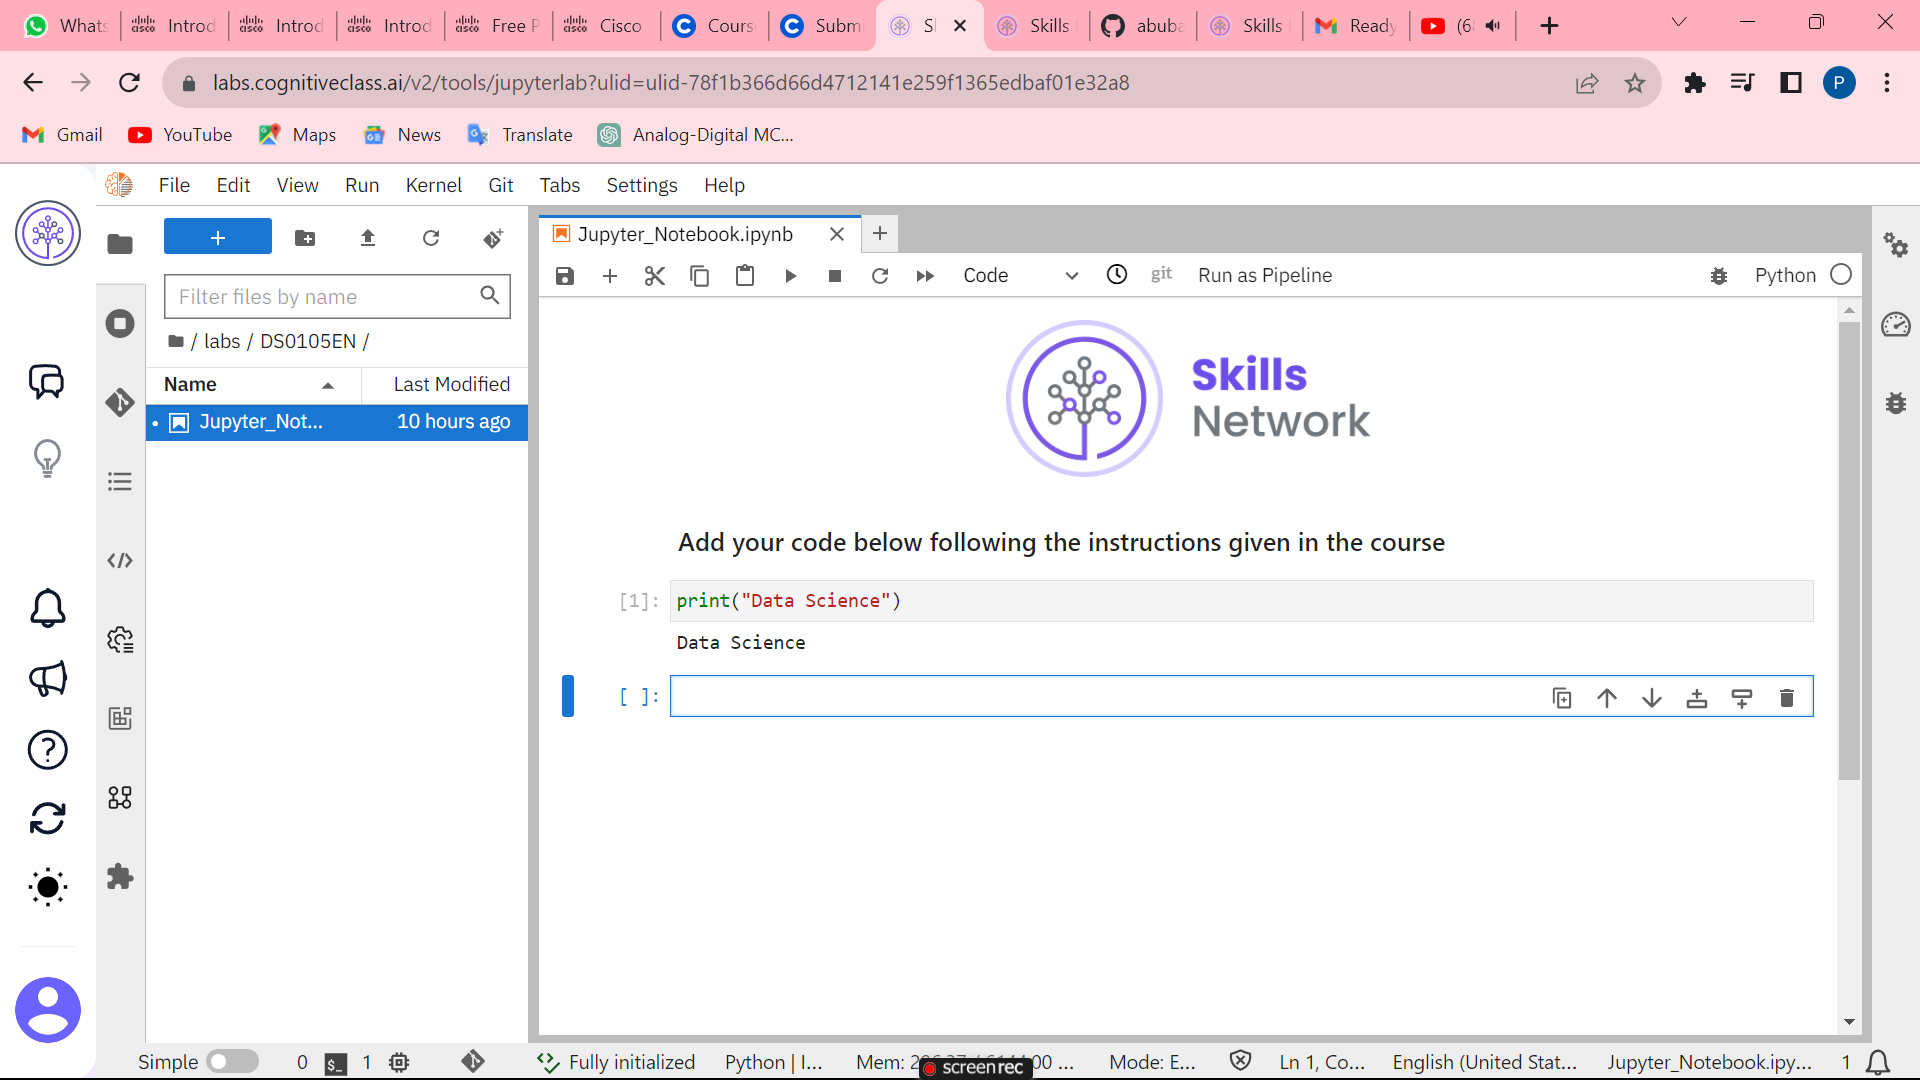 Whats
Introd
Introd
Introd
Free P
Cisco
Cours
Submi
Sk
Skills
abuba
Skills
Ready
(6
labs.cognitiveclass.ai/v2/tools/jupyterlab?ulid=ulid-78f1b366d66d4712141e259f1365edbaf01e32a8
P
Gmail
YouTube
Maps
News
Translate
Analog-Digital MC...
File Edit View Run Kernel Git Tabs Settings Help
Jupyter_Notebook.ipynb
Code
git
Run as Pipeline
Python
Filter files by name
/ labs / DS0105EN /
Name
Last Modified
Jupyter_Not...
10 hours ago
Skills
Network
Add your code below following the instructions given in the course
[1]: print("Data Science")
Data Science
[ ]:
Simple
0
1
Fully initialized
Python | I...
Mem:
00 ...
Mode: E...
Ln 1, Co...
English (United Stat...
Jupyter_Notebook.ipy...
1
screenrec